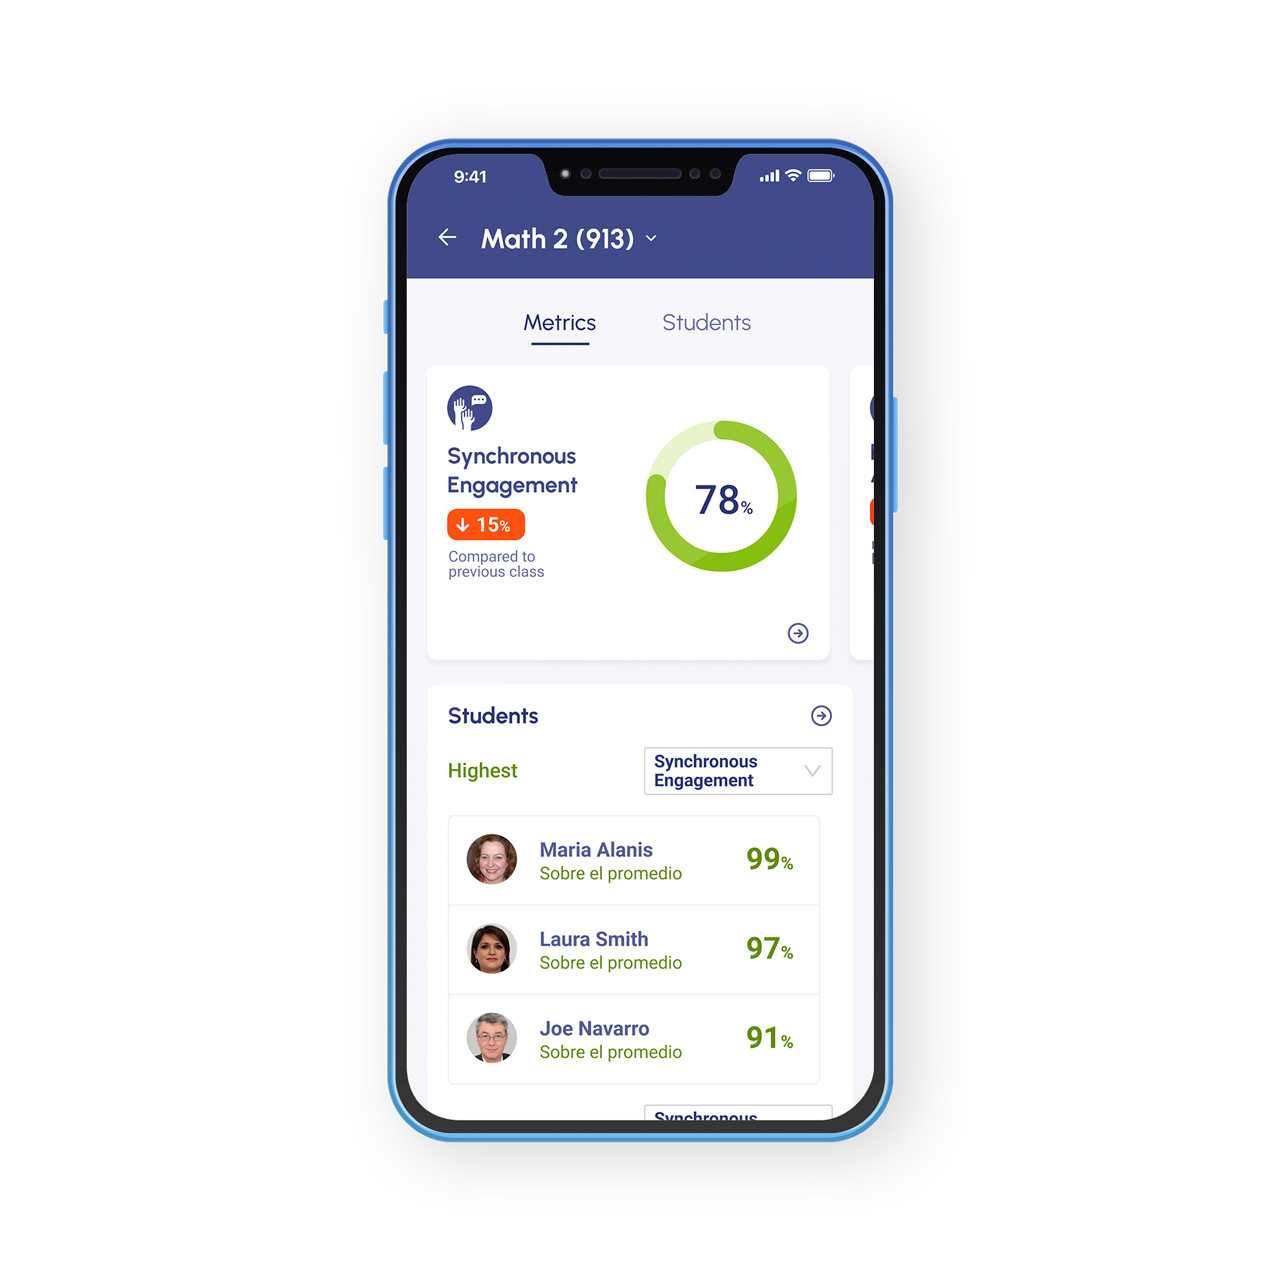 9:41
Math 2 (913)
Metrics
Students
Synchronous
Engagement
15%
Compared to
previous class
78%
Students
Highest
Synchronous
Engagement
Maria Alanis
Sobre el promedio
99%
Laura Smith
Sobre el promedio
97%
Joe Navarro
Sobre el promedio
91%
Synchronous